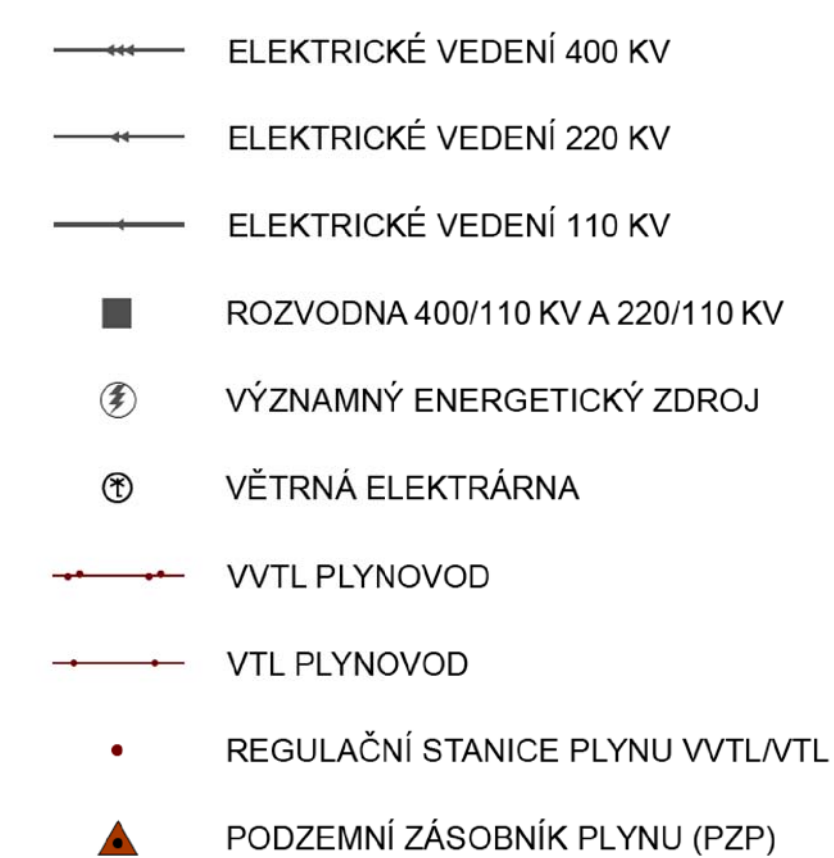 ELEKTRICKÉ VEDENÍ 400 KV
ELEKTRICKÉ VEDENÍ 220 KV
ELEKTRICKÉ VEDENÍ 110 KV
ROZVODNA 400/110 KV A 220/110 KV
VÝZNAMNÝ ENERGETICKÝ ZDROJ
VĚTRNÁ ELEKTRÁRNA
VVTL PLYNOVOD
VTL PLYNOVOD
REGULAČNÍ STANICE PLYNU VVTL/VTL
PODZEMNÍ ZÁSOBNÍK PLYNU (PZP)